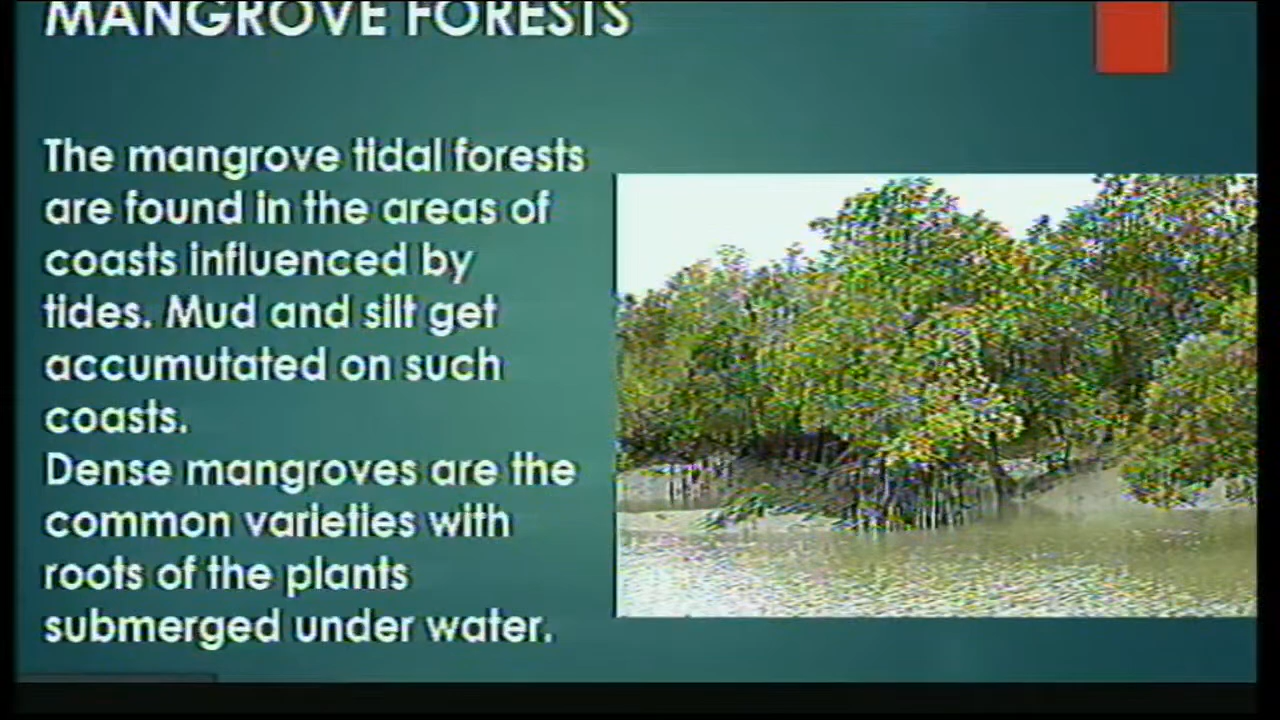 MANGROVE FORESTS
The mangrove tidal forests
are found in the areas of
coasts influenced by
tides. Mud and silt get
accumutated on such
coasts.
Dense mangroves are the
common varieties with
roots of the plants
submerged under water.